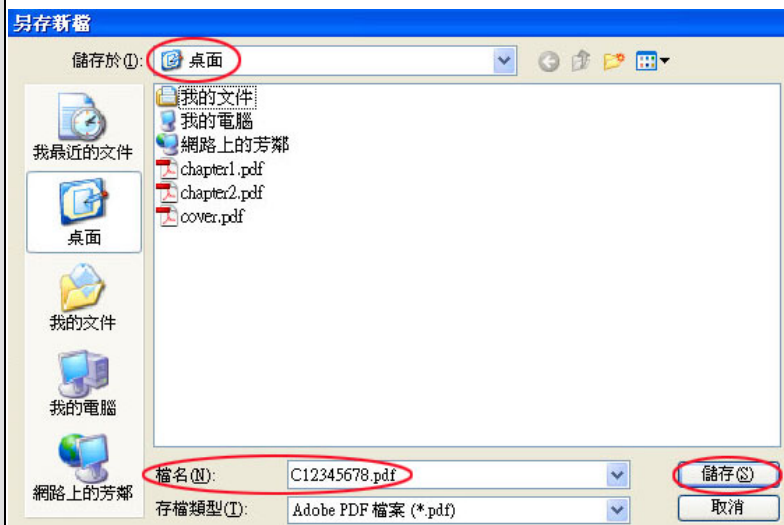 另存新檔
儲存於(I):
桌面
我最近的文件
桌面
我的文件
我的電腦
網路上的芳鄰
我的文件
我的電腦
網路上的芳鄰
chapter1.pdf
chapter2.pdf
cover.pdf
檔名(N):
C12345678.pdf
儲存(S)
存檔類型(T):
Adobe PDF 檔案 (*.pdf)
取消